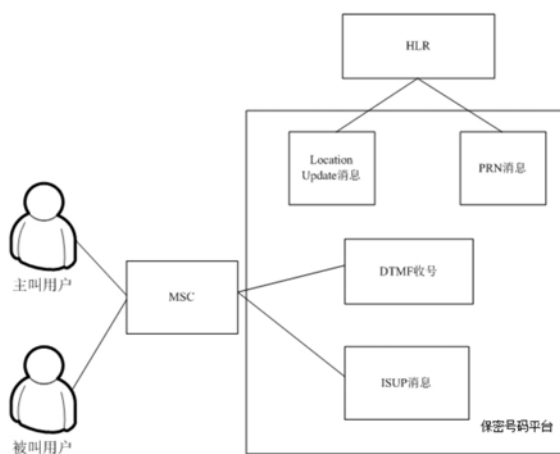 HLR
Location
Update消息
PRN消息
主叫用户
MSC
DTMF收号
ISUP消息
保密号码平台
被叫用户